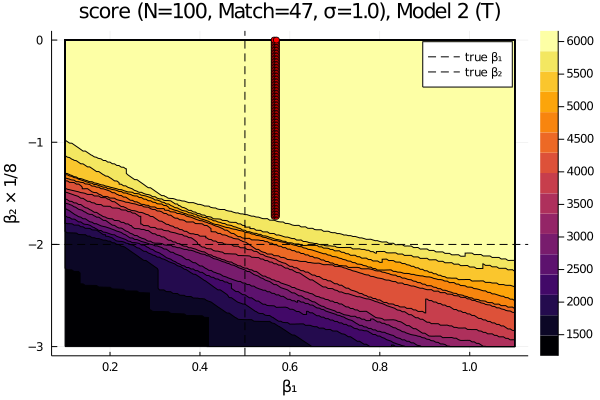 score (N=100, Match=47, σ=1.0), Model 2 (T)
true β₁
true β₂
0
−1
−2
−3
β₂ × 1/8
0.2 0.4 0.6 0.8 1.0
β₁
6000
5500
5000
4500
4000
3500
3000
2500
2000
1500